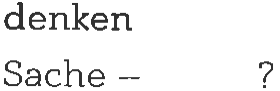 denken
Sache – ?